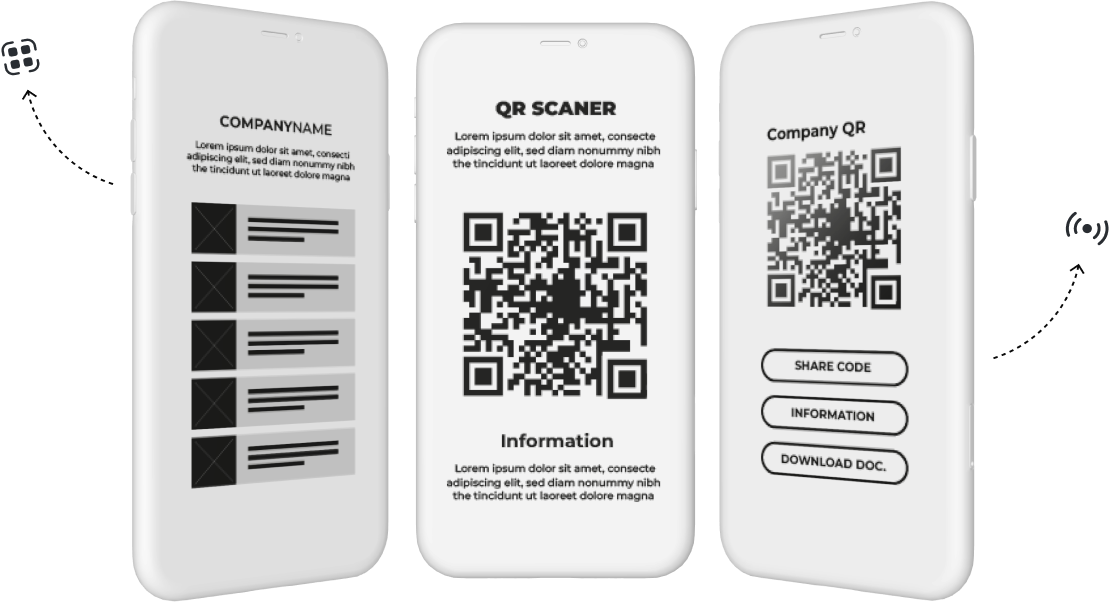 COMPANYNAME
Lorem ipsum dolor sit amet, consecti
adipiscing elit, sed diam nonummy nibh
the tincidunt ut laoreet dolore magna
QR SCANER
Lorem ipsum dolor sit amet, consecte
adipiscing elit, sed diam nonummy nibh
the tincidunt ut laoreet dolore magna
Information
Lorem ipsum dolor sit amet, consecte
adipiscing elit, sed diam nonummy nibh
the tincidunt ut laoreet dolore magna
Company QR
SHARE CODE
INFORMATION
DOWNLOAD DOC.